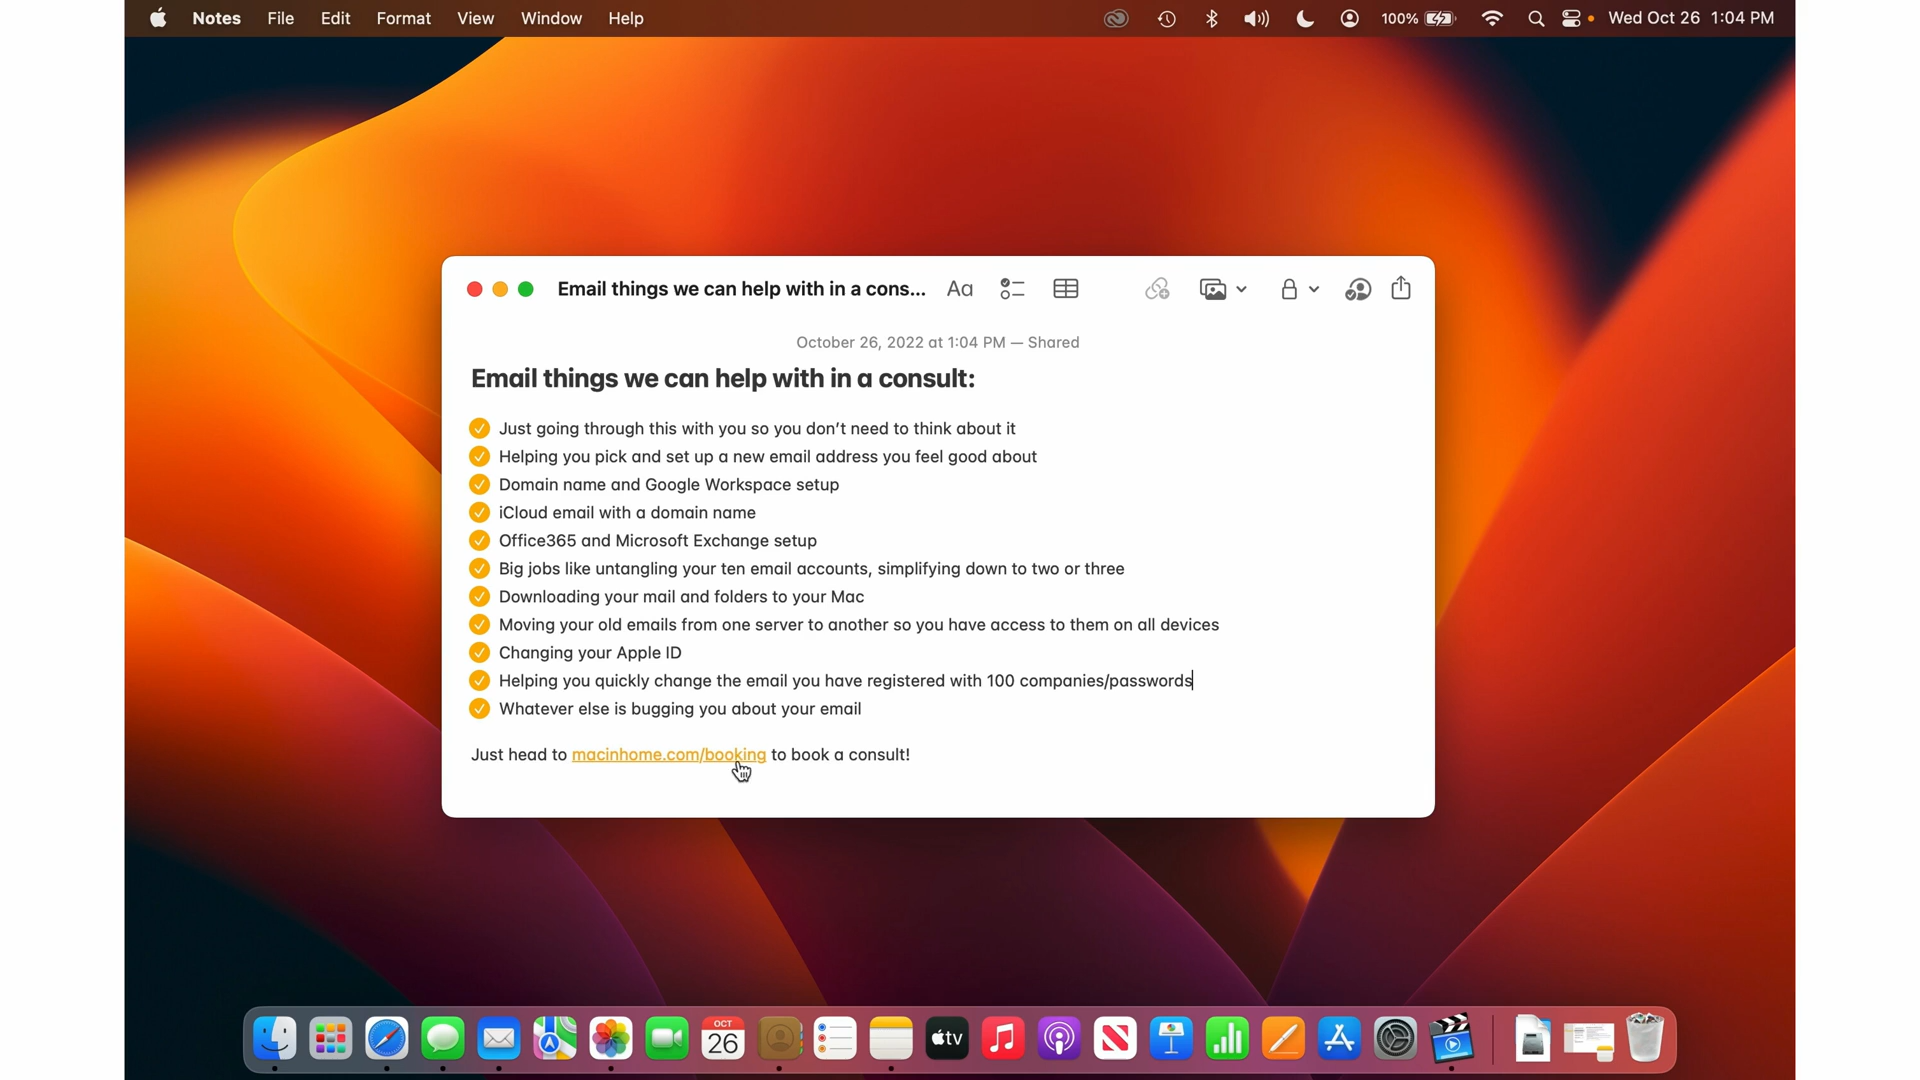 Notes File Edit Format View Window Help 100% Wed Oct 26 1:04 PM
Email things we can help with in a cons... Aa
October 26, 2022 at 1:04 PM — Shared
Email things we can help with in a consult:
Just going through this with you so you don't need to think about it
Helping you pick and set up a new email address you feel good about
Domain name and Google Workspace setup
iCloud email with a domain name
Office365 and Microsoft Exchange setup
Big jobs like untangling your ten email accounts, simplifying down to two or three
Downloading your mail and folders to your Mac
Moving your old emails from one server to another so you have access to them on all devices
Changing your Apple ID
Helping you quickly change the email you have registered with 100 companies/passwords
Whatever else is bugging you about your email
Just head to macinhome.com/booking to book a consult!
OCT
26
tv